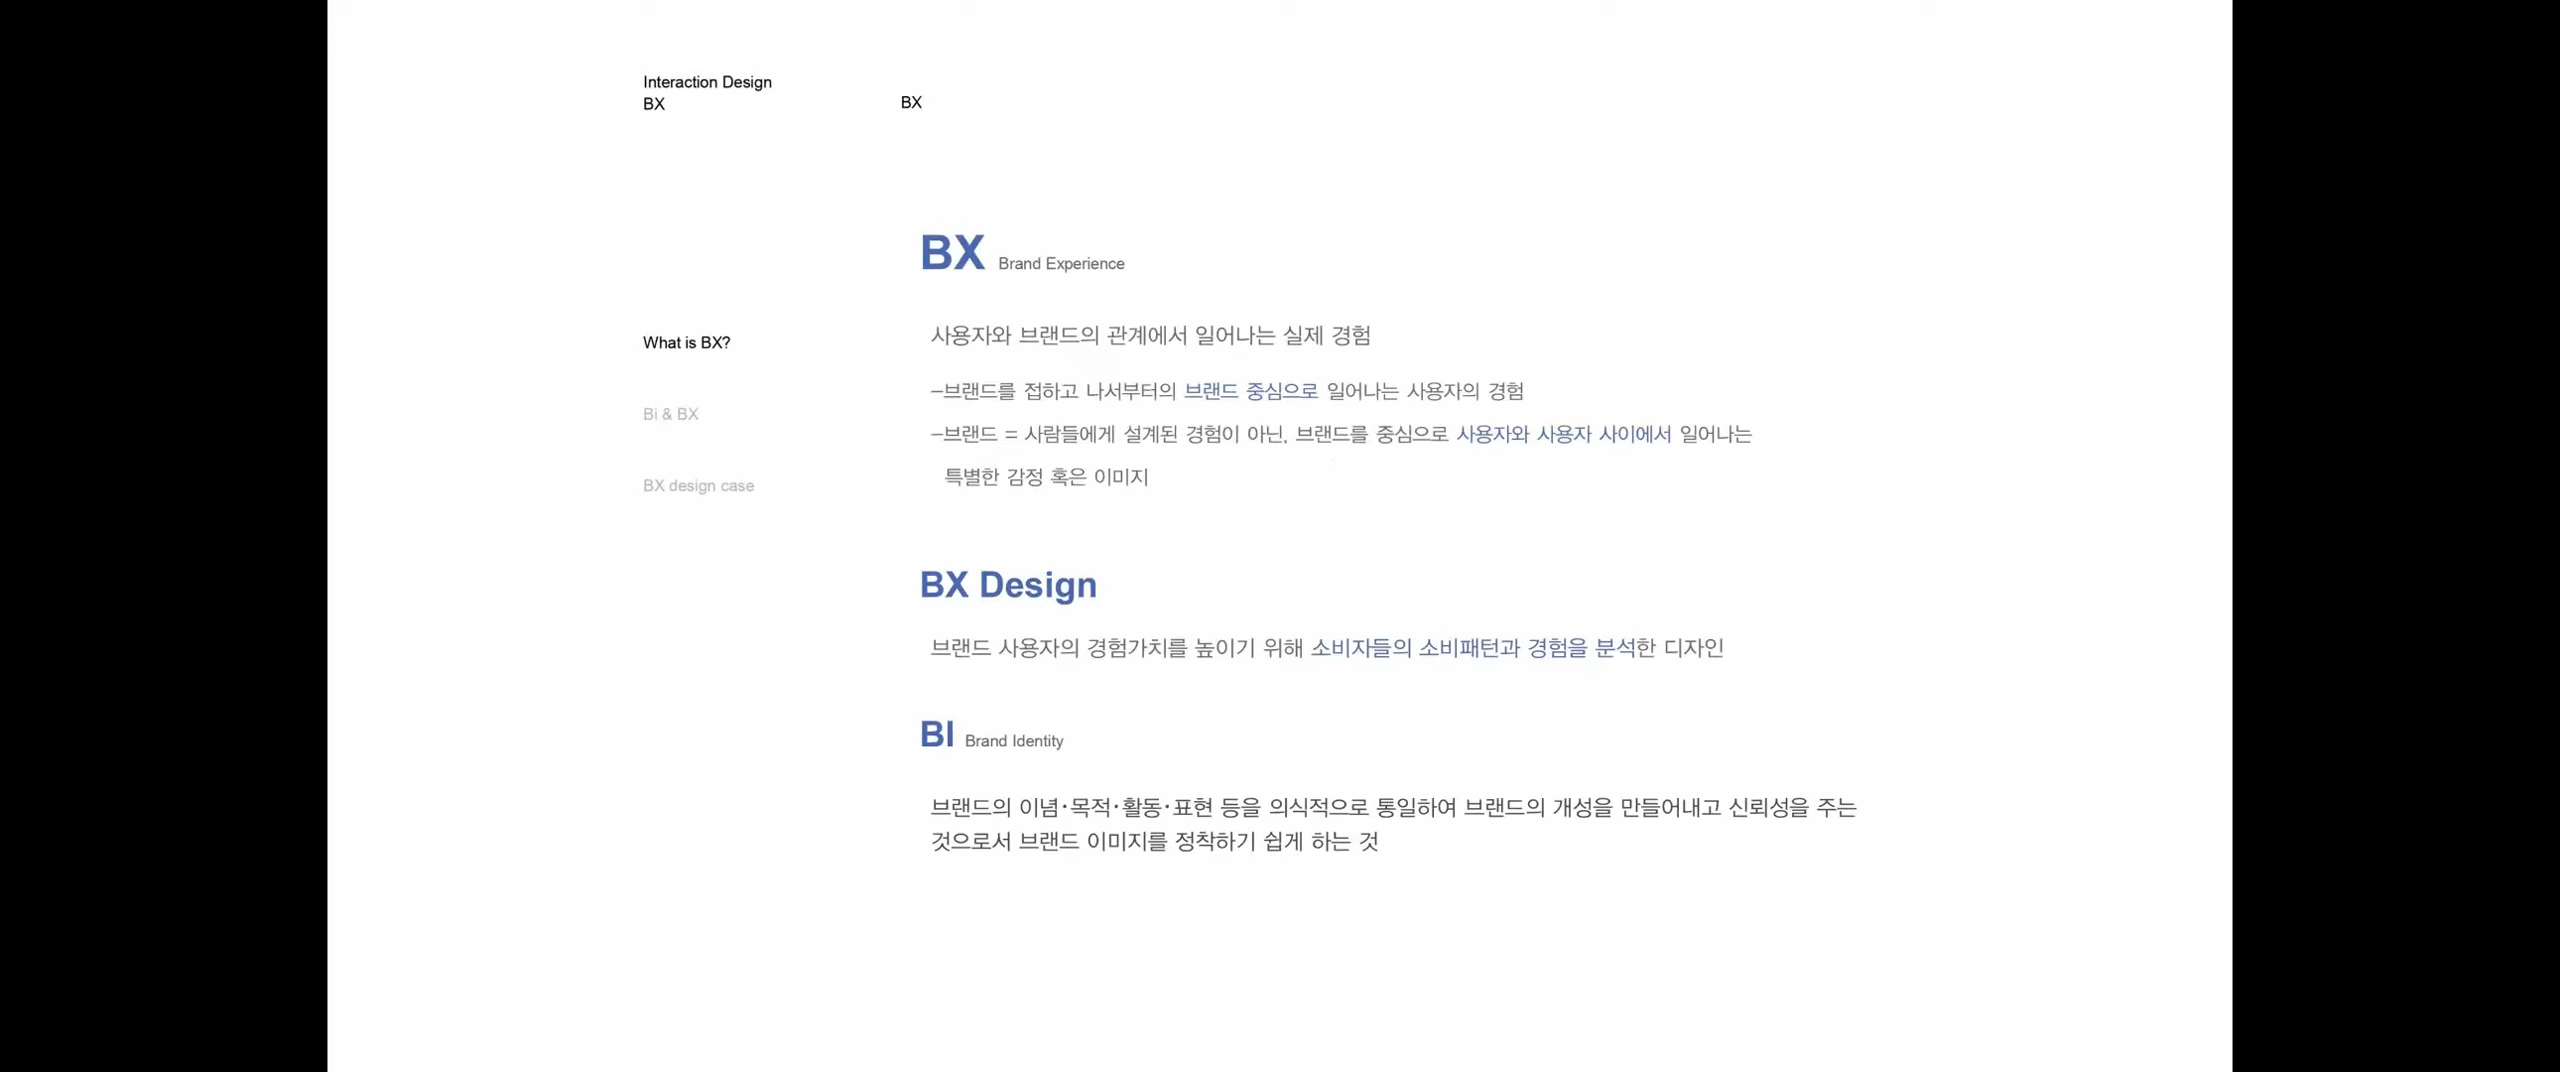 Interaction Design
BX
BX
What is BX?
Bi & BX
BX design case
BX Brand Experience
사용자와 브랜드의 관계에서 일어나는 실제 경험
–브랜드를 접하고 나서부터의 브랜드 중심으로 일어나는 사용자의 경험
–브랜드 = 사람들에게 설계된 경험이 아닌, 브랜드를 중심으로 사용자와 사용자 사이에서 일어나는
특별한 감정 혹은 이미지
BX Design
브랜드 사용자의 경험가치를 높이기 위해 소비자들의 소비패턴과 경험을 분석한 디자인
BI Brand Identity
브랜드의 이념·목적·활동·표현 등을 의식적으로 통일하여 브랜드의 개성을 만들어내고 신뢰성을 주는
것으로서 브랜드 이미지를 정착하기 쉽게 하는 것